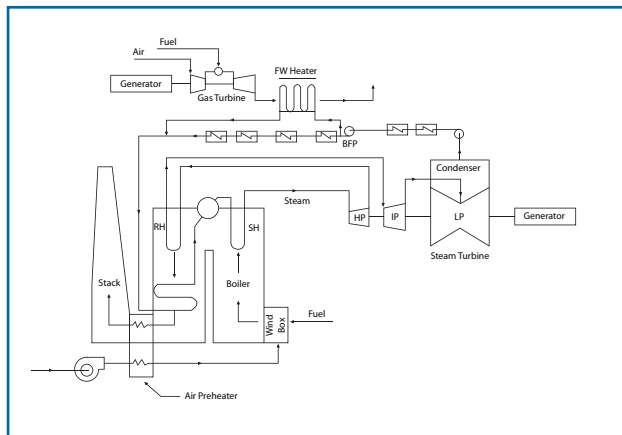 Fuel
Air
FW Heater
Generator
Gas Turbine
BFP
Condenser
Steam
RH
SH
HP
IP
LP
Generator
Steam Turbine
Stack
Boiler
Wind
Box
Fuel
Air Preheater